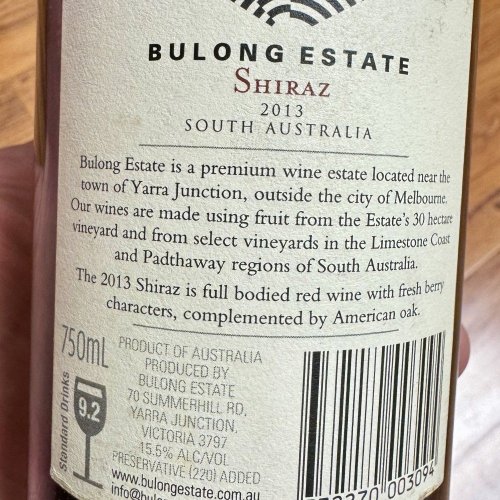 BULONG ESTATE
SHIRAZ
2013
SOUTH AUSTRALIA
Bulong Estate is a premium wine estate located near the
town of Yarra Junction, outside the city of Melbourne.
Our wines are made using fruit from the Estate's 30 hectare
vineyard and from select vineyards in the Limestone Coast
and Padthaway regions of South Australia.
The 2013 Shiraz is full bodied red wine with fresh berry
characters, complemented by American oak.
750mL
Standard Drinks
9.2
PRODUCT OF AUSTRALIA
PRODUCED BY
BULONG ESTATE
70 SUMMERHILL RD,
YARRA JUNCTION,
VICTORIA 3797
15.5% ALC/VOL
PRESERVATIVE (220) ADDED
www.bulongestate.com
003094